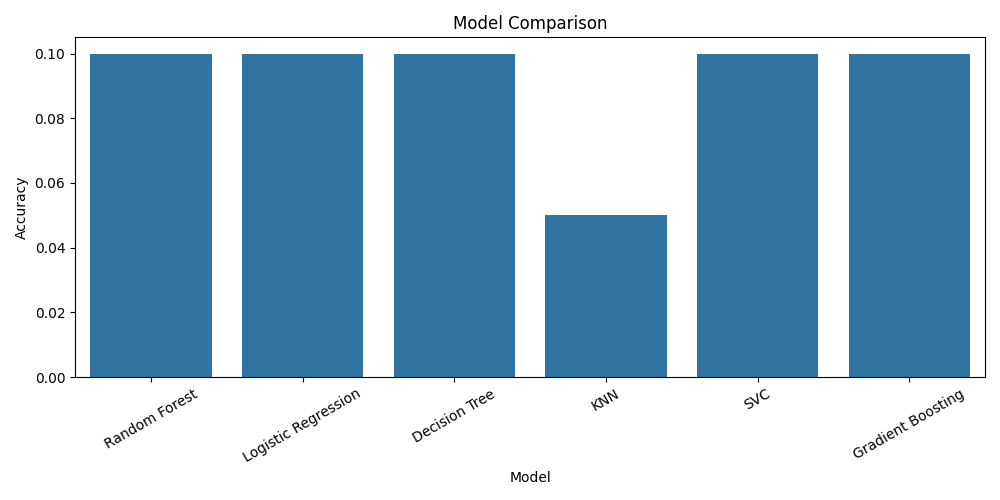 Model Comparison
Accuracy
0.10
0.08
0.06
0.04
0.02
0.00
Random Forest
Logistic Regression
Decision Tree
KNN
SVC
Gradient Boosting
Model